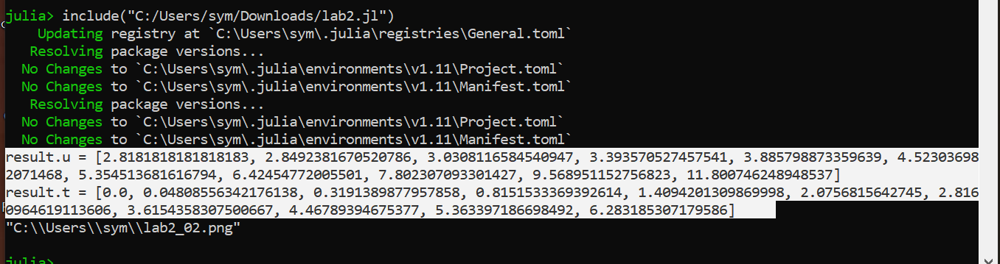 julia> include("C:/Users/sym/Downloads/lab2.jl")
Updating registry at `C:\Users\sym\.julia\registries\General.toml`
Resolving package versions...
No Changes to `C:\Users\sym\.julia\environments\v1.11\Project.toml`
No Changes to `C:\Users\sym\.julia\environments\v1.11\Manifest.toml`
Resolving package versions...
No Changes to `C:\Users\sym\.julia\environments\v1.11\Project.toml`
No Changes to `C:\Users\sym\.julia\environments\v1.11\Manifest.toml`
result.u = [2.8181818181818183, 2.8492381670520786, 3.0308116584540947, 3.393570527457541, 3.885798873359639, 4.52303698
2071468, 5.354513681616794, 6.42454772005501, 7.802307093301427, 9.568951152756823, 11.800746248948537]
result.t = [0.0, 0.04808556342176138, 0.3191389877957858, 0.8151533369392614, 1.4094201309869998, 2.0756815642745, 2.816
0964619113606, 3.6154358307500667, 4.46789394675377, 5.363397186698492, 6.283185307179586]
"C:\\Users\\sym\\lab2_02.png"
julia>